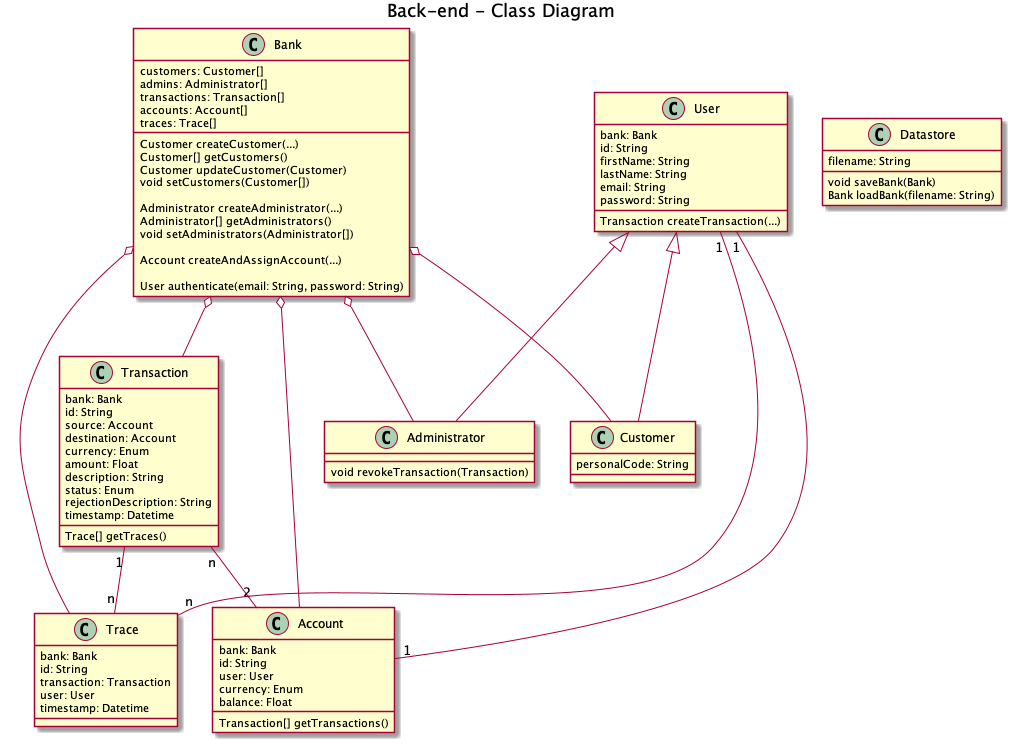 Back-end - Class Diagram
C Bank
customers: Customer[]
admins: Administrator[]
transactions: Transaction[]
accounts: Account[]
traces: Trace[]
Customer createCustomer(...)
Customer[] getCustomers()
Customer updateCustomer(Customer)
void setCustomers(Customer[])
Administrator createAdministrator(...)
Administrator[] getAdministrators()
void setAdministrators(Administrator[])
Account createAndAssignAccount(...)
User authenticate(email: String, password: String)
C User
bank: Bank
id: String
firstName: String
lastName: String
email: String
password: String
Transaction createTransaction(...)
C Datastore
filename: String
void saveBank(Bank)
Bank loadBank(filename: String)
1 1
C Transaction
bank: Bank
id: String
source: Account
destination: Account
currency: Enum
amount: Float
description: String
status: Enum
rejectionDescription: String
timestamp: Datetime
Trace[] getTraces()
C Administrator
void revokeTransaction(Transaction)
C Customer
personalCode: String
1 n
n n 2
C Trace
bank: Bank
id: String
transaction: Transaction
user: User
timestamp: Datetime
C Account
bank: Bank
id: String
user: User
currency: Enum
balance: Float
Transaction[] getTransactions()
1